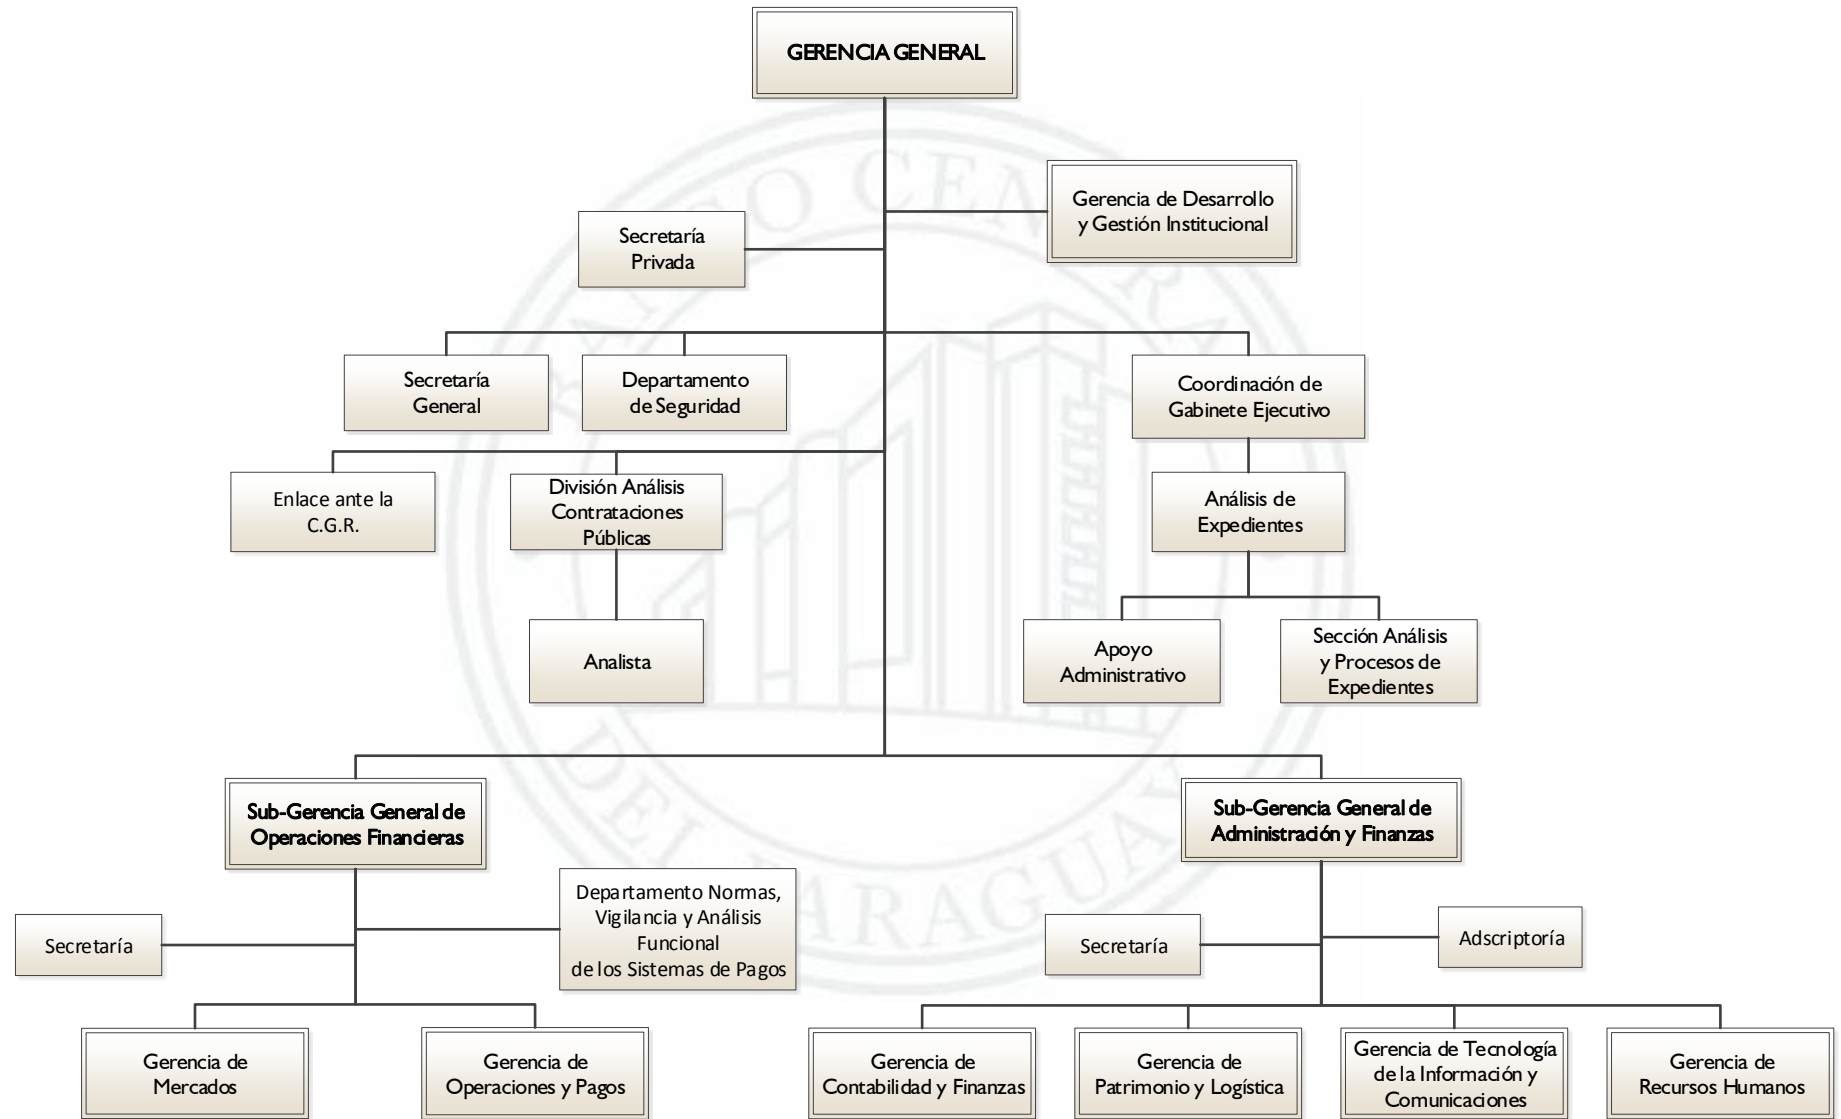 GERENCIA GENERAL
Gerencia de Desarrollo
y Gestión Institucional
Secretaría
Privada
Secretaría
General
Departamento
de Seguridad
Coordinación de
Gabinete Ejecutivo
Enlace ante la
C.G.R.
División Análisis
Contrataciones
Públicas
Análisis de
Expedientes
Analista
Apoyo
Administrativo
Sección Análisis
y Procesos de
Expedientes
Sub-Gerencia General de
Operaciones Financieras
Sub-Gerencia General de
Administración y Finanzas
Secretaría
Departamento Normas,
Vigilancia y Análisis
Funcional
de los Sistemas de Pagos
Secretaría
Adscriptoría
Gerencia de
Mercados
Gerencia de
Operaciones y Pagos
Gerencia de
Contabilidad y Finanzas
Gerencia de
Patrimonio y Logística
Gerencia de Tecnología
de la Información y
Comunicaciones
Gerencia de
Recursos Humanos
BANCO CENTRAL
DEL PARAGUAY